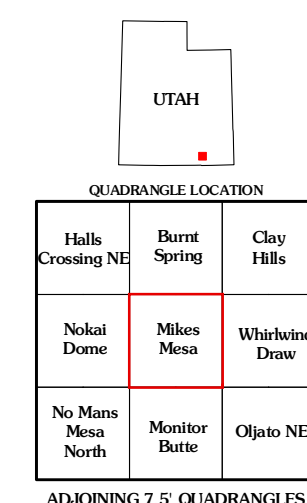 UTAH
QUADRANGLE LOCATION
Halls
Crossing NE
Burnt
Spring
Clay
Hills
Nokai
Dome
Mikes
Mesa
Whirlwind
Draw
No Mans
Mesa
North
Monitor
Butte
Oljato NE
ADJOINING 7.5' QUADRANGLES